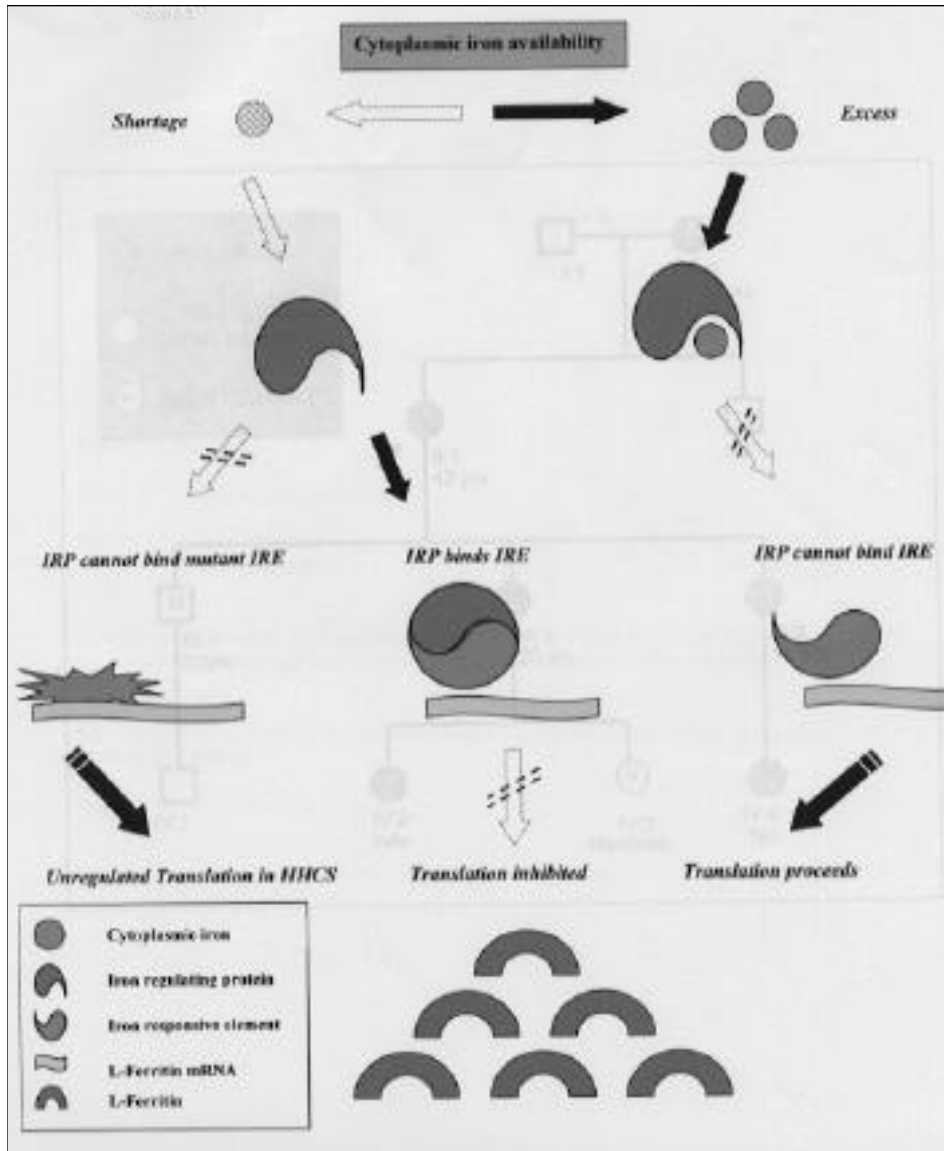 Cytoplasmic iron availability
Shortage
Excess
IRP cannot bind mutant IRE
IRP binds IRE
IRP cannot bind IRE
Unregulated Translation in HHCS
Translation inhibited
Translation proceeds
Cytoplasmic iron
Iron regulating protein
Iron responsive element
L-Ferritin mRNA
L-Ferritin